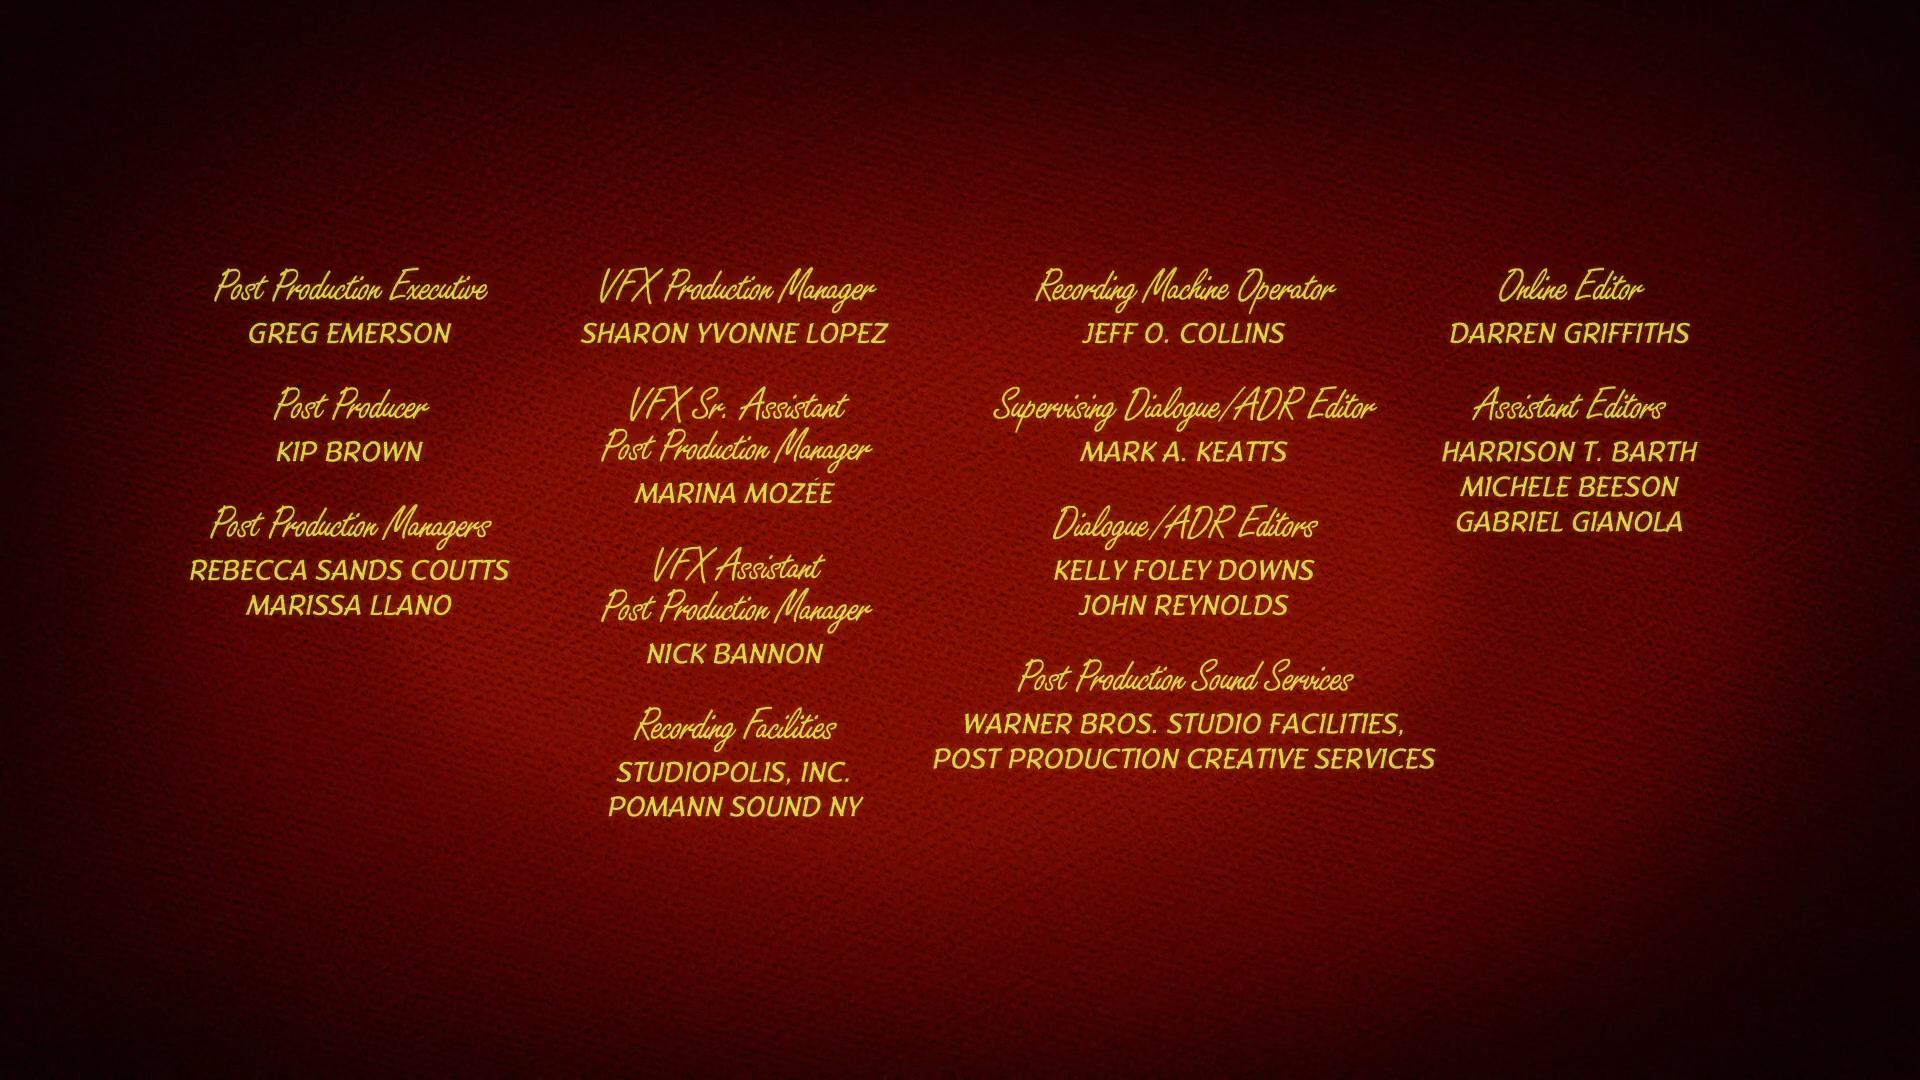 Post Production Executive
GREG EMERSON
Post Producer
KIP BROWN
Post Production Managers
REBECCA SANDS COUTTS
MARISSA LLANO
VFX Production Manager
SHARON YVONNE LOPEZ
VFX Sr. Assistant
Post Production Manager
MARINA MOZÉE
VFX Assistant
Post Production Manager
NICK BANNON
Recording Facilities
STUDIOPOLIS, INC.
POMANN SOUND NY
Recording Machine Operator
JEFF O. COLLINS
Supervising Dialogue/ADR Editor
MARK A. KEATTS
Dialogue/ADR Editors
KELLY FOLEY DOWNS
JOHN REYNOLDS
Post Production Sound Services
WARNER BROS. STUDIO FACILITIES,
POST PRODUCTION CREATIVE SERVICES
Online Editor
DARREN GRIFFITHS
Assistant Editors
HARRISON T. BARTH
MICHELE BEESON
GABRIEL GIANOLA